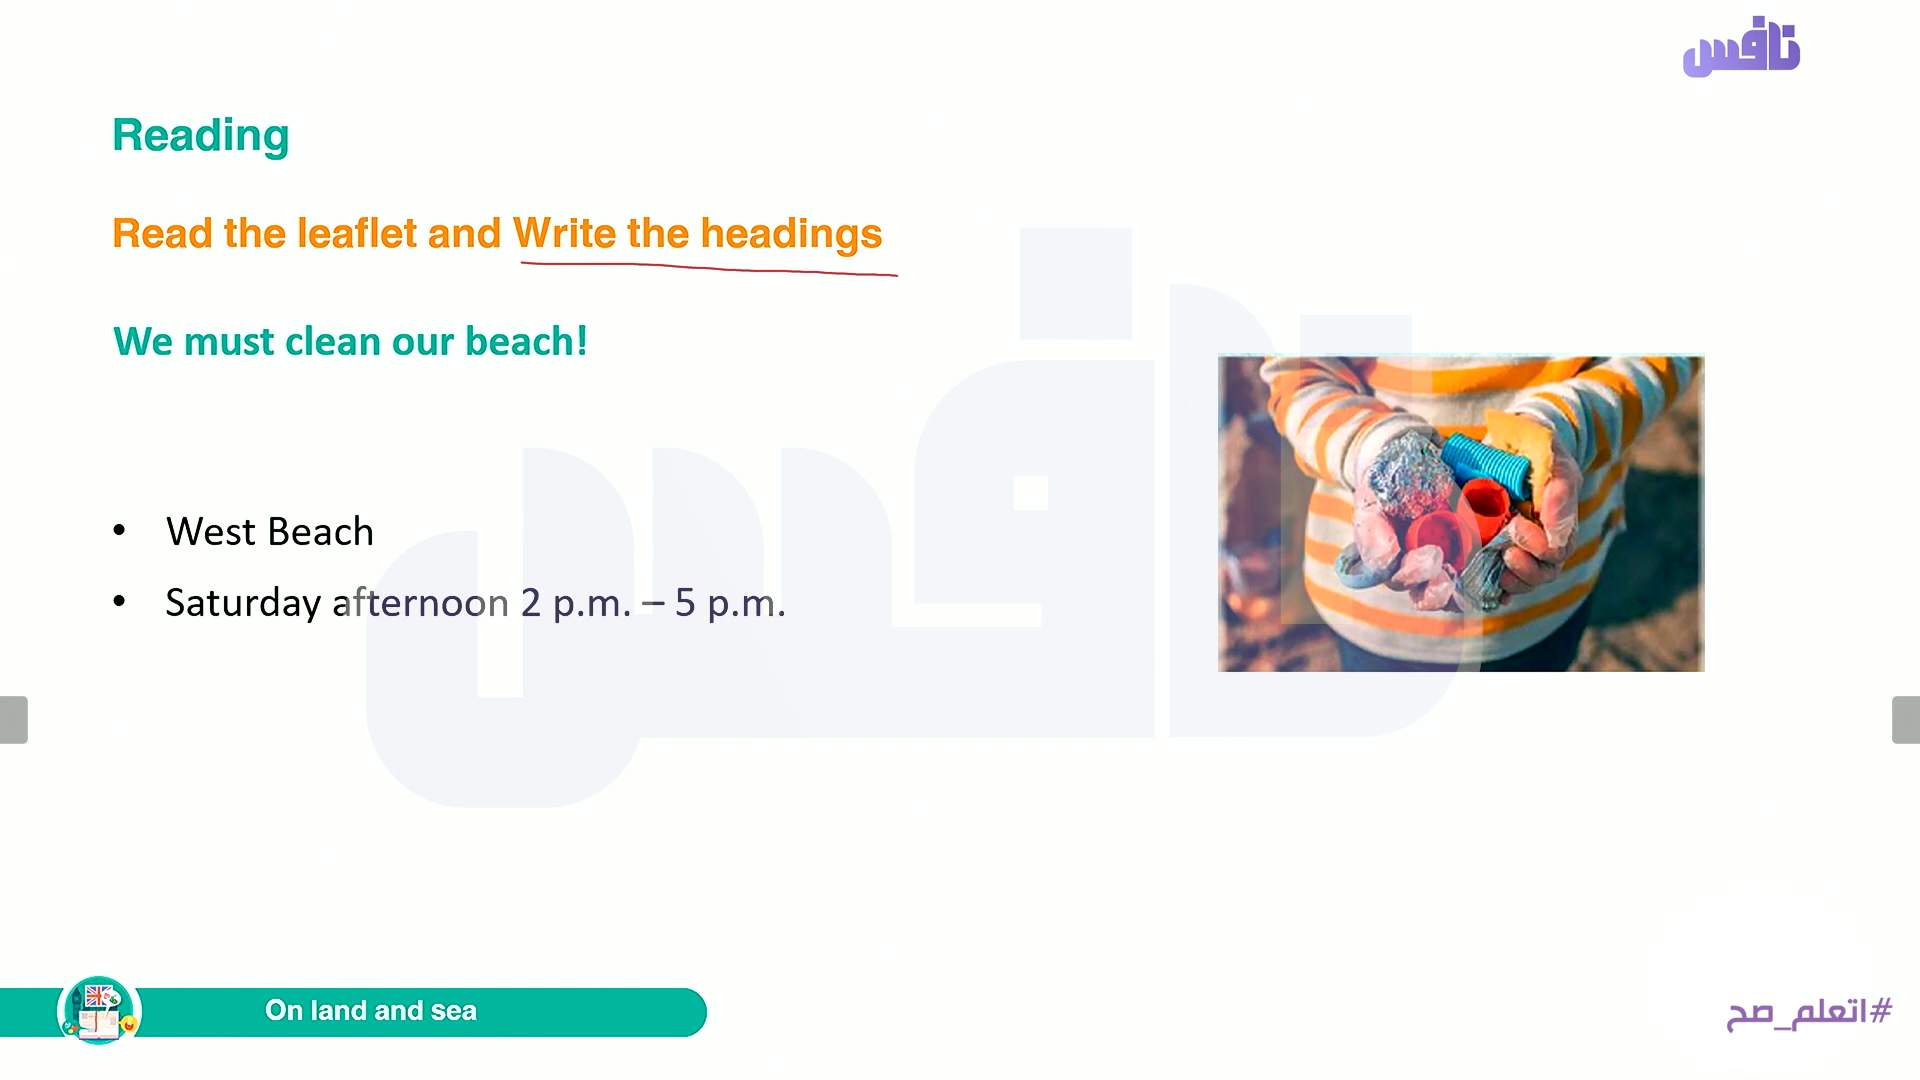 نافس
Reading
Read the leaflet and Write the headings
We must clean our beach!
• West Beach
• Saturday afternoon 2 p.m. – 5 p.m.
On land and sea
#اتعلم_صح